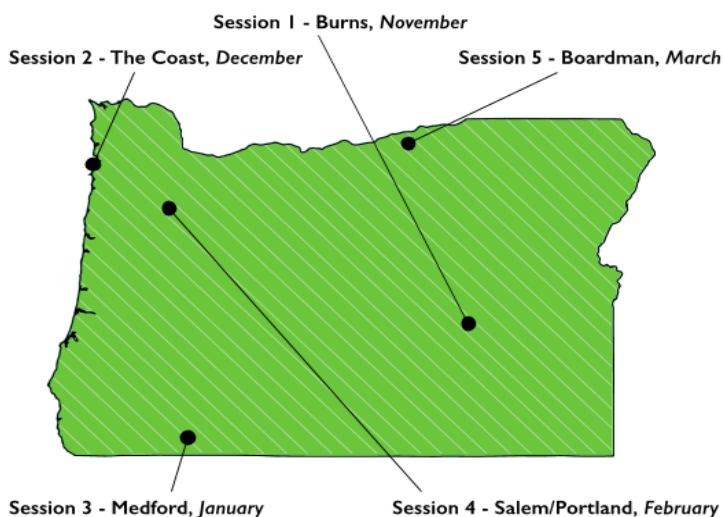 Session 1 - Burns, November
Session 2 - The Coast, December
Session 5 - Boardman, March
Session 3 - Medford, January
Session 4 - Salem/Portland, February